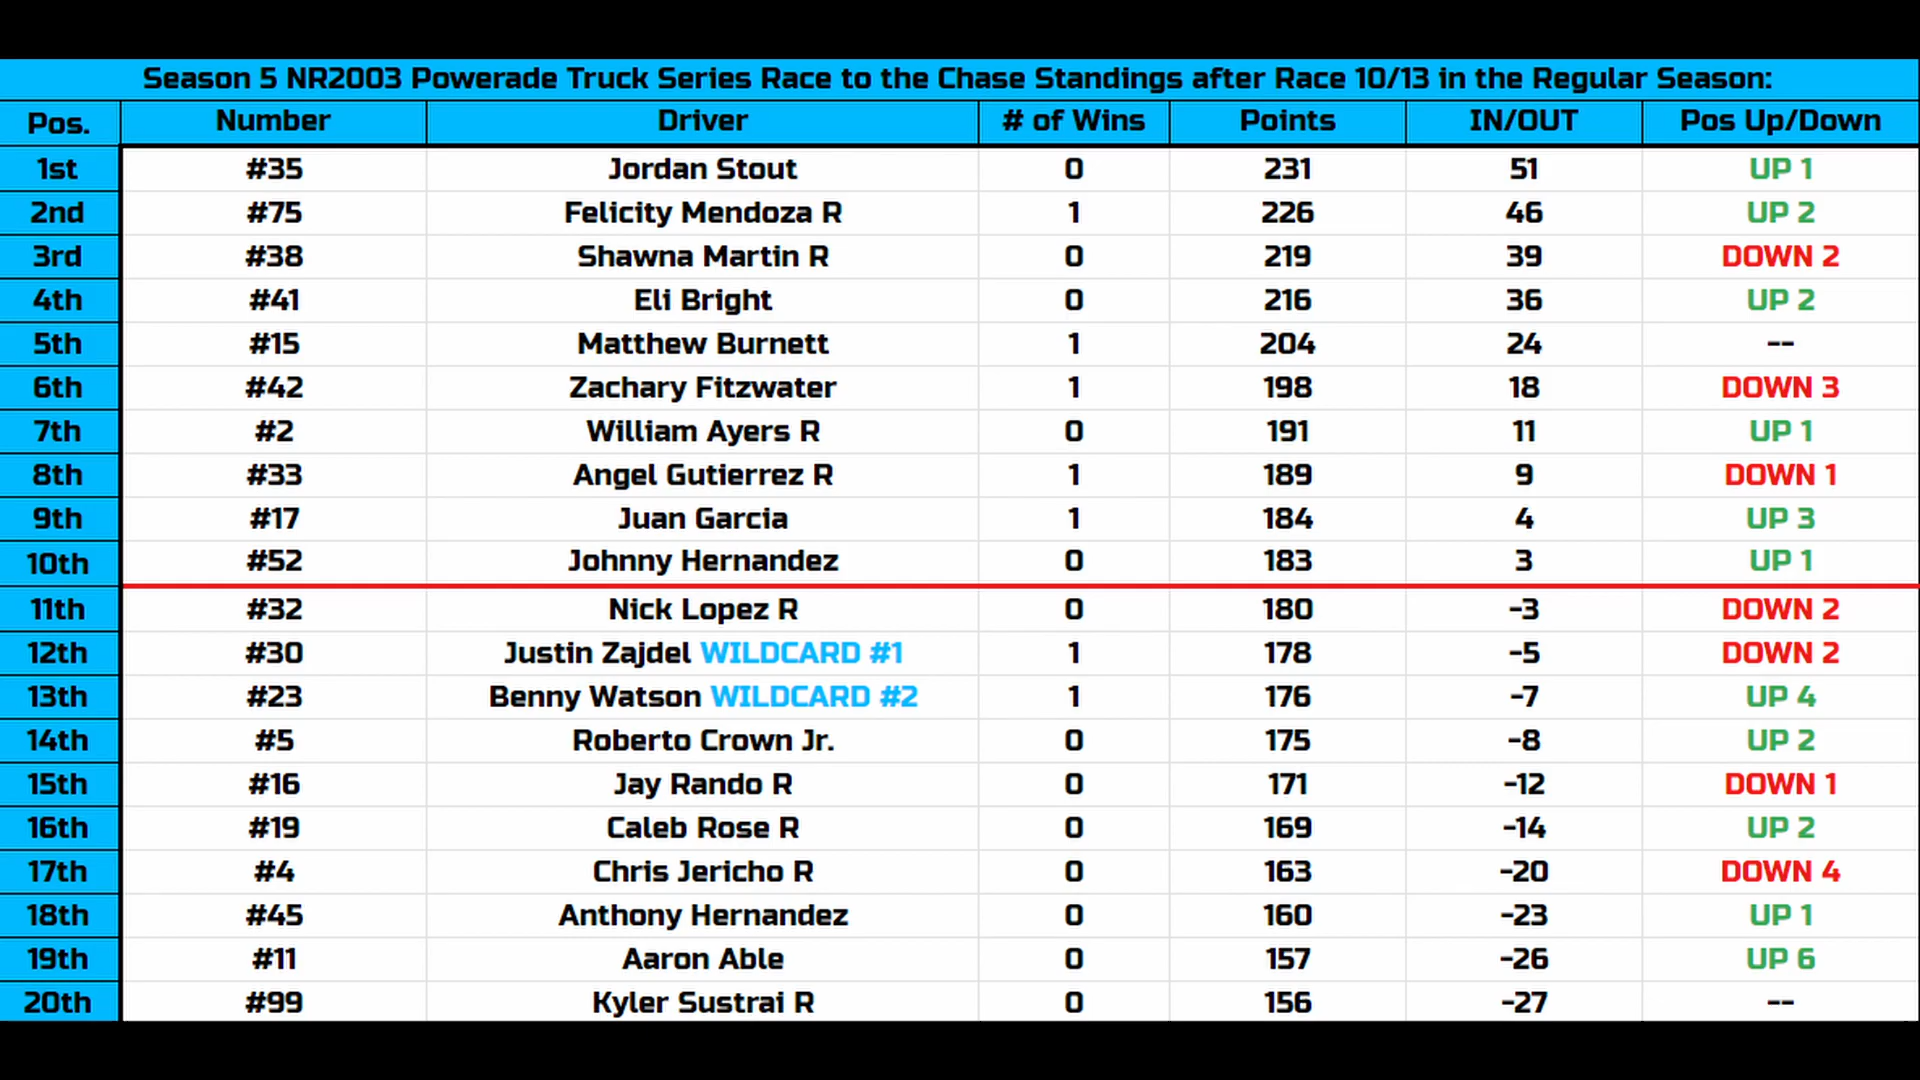 Season 5 NR2003 Powerade Truck Series Race to the Chase Standings after Race 10/13 in the Regular Season:
Pos. Number Driver # of Wins Points IN/OUT Pos Up/Down
1st #35 Jordan Stout 0 231 51 UP 1
2nd #75 Felicity Mendoza R 1 226 46 UP 2
3rd #38 Shawna Martin R 0 219 39 DOWN 2
4th #41 Eli Bright 0 216 36 UP 2
5th #15 Matthew Burnett 1 204 24 --
6th #42 Zachary Fitzwater 1 198 18 DOWN 3
7th #2 William Ayers R 0 191 11 UP 1
8th #33 Angel Gutierrez R 1 189 9 DOWN 1
9th #17 Juan Garcia 1 184 4 UP 3
10th #52 Johnny Hernandez 0 183 3 UP 1
11th #32 Nick Lopez R 0 180 -3 DOWN 2
12th #30 Justin Zajdel WILDCARD #1 1 178 -5 DOWN 2
13th #23 Benny Watson WILDCARD #2 1 176 -7 UP 4
14th #5 Roberto Crown Jr. 0 175 -8 UP 2
15th #16 Jay Rando R 0 171 -12 DOWN 1
16th #19 Caleb Rose R 0 169 -14 UP 2
17th #4 Chris Jericho R 0 163 -20 DOWN 4
18th #45 Anthony Hernandez 0 160 -23 UP 1
19th #11 Aaron Able 0 157 -26 UP 6
20th #99 Kyler Sustrai R 0 156 -27 --